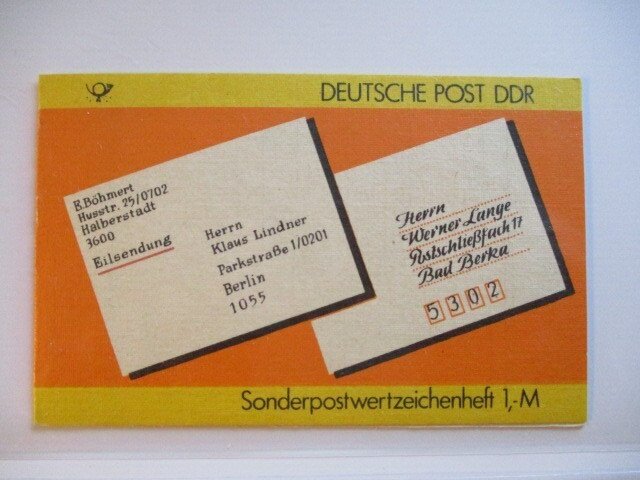 DEUTSCHE POST DDR
E.Böhmert
Husstr. 25/0702
Halberstadt
3600
Eilsendung
Herrn
Klaus Lindner
Parkstraße 1/0201
Berlin
1055
Herrn
Werner Lange
Postschließfach 17
Bad Berka
5302
Sonderpostwertzeichenheft 1,-M